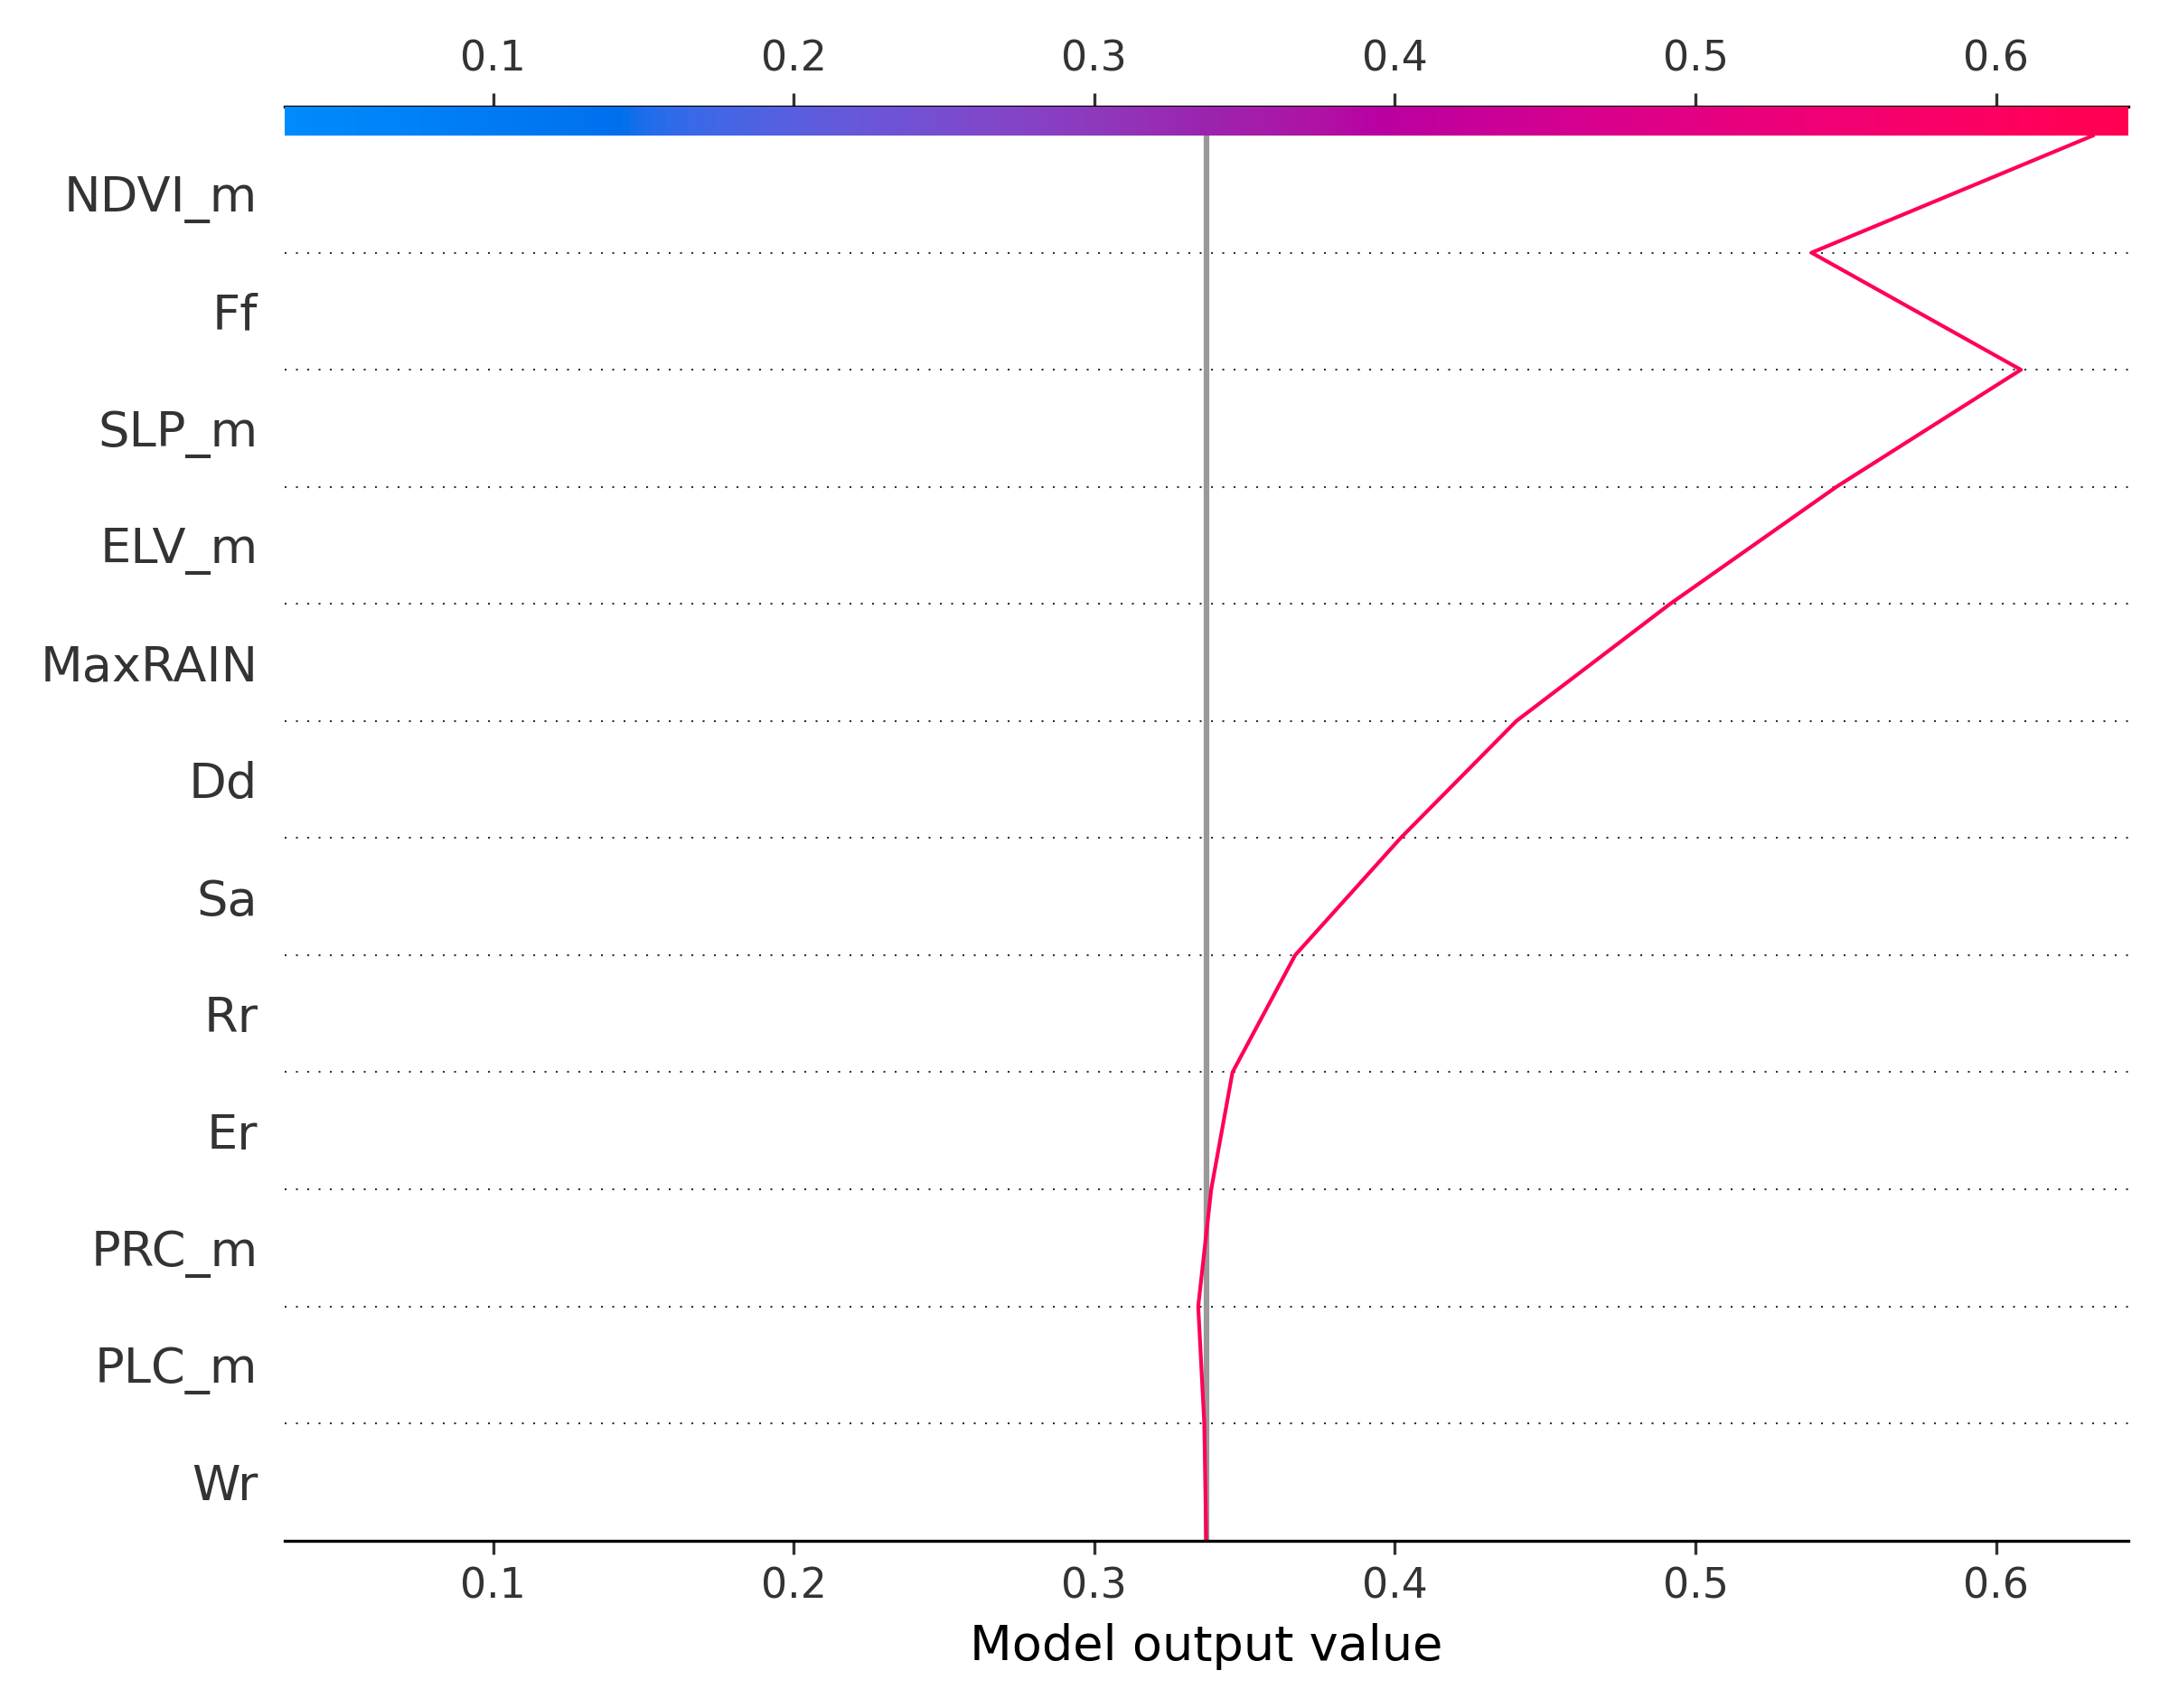 0.1 0.2 0.3 0.4 0.5 0.6
NDVI_m
Ff
SLP_m
ELV_m
MaxRAIN
Dd
Sa
Rr
Er
PRC_m
PLC_m
Wr
0.1 0.2 0.3 0.4 0.5 0.6
Model output value